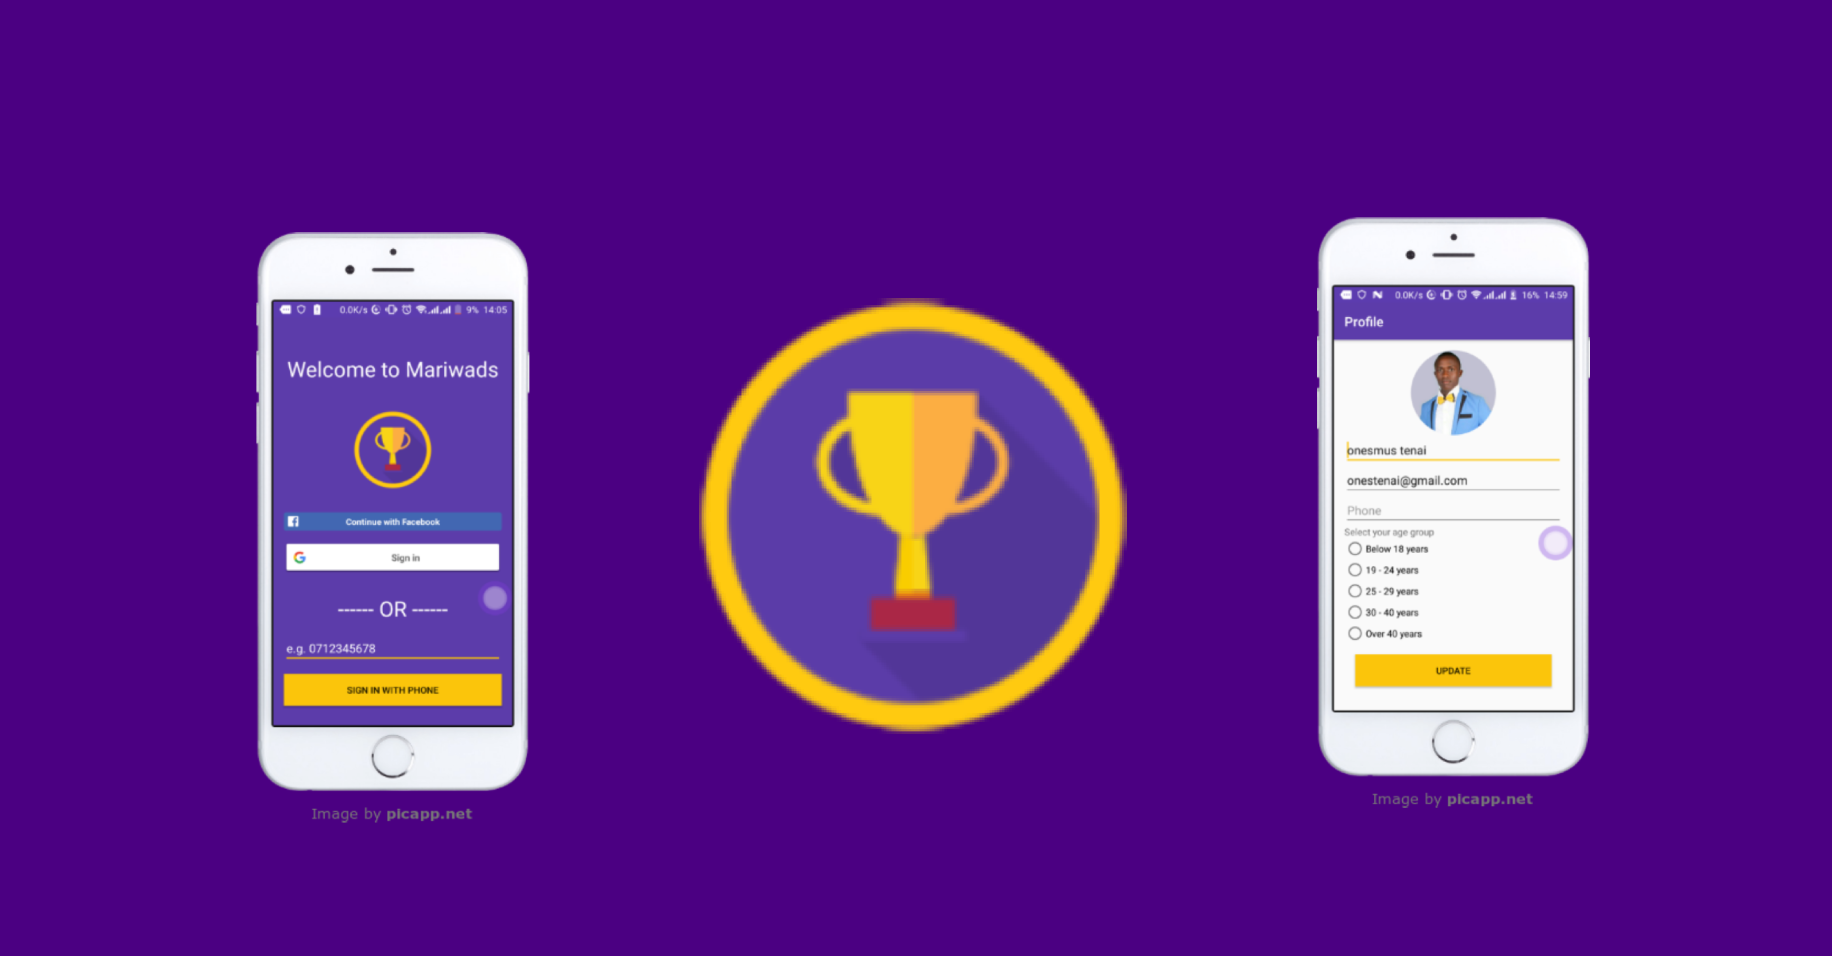 0.0K/s 9% 14:05
Welcome to Mariwads
Continue with Facebook
Sign in
------ OR ------
e.g. 0712345678
SIGN IN WITH PHONE
Image by picapp.net
0.0K/s 16% 14:59
Profile
onesmus tenai
onestenai@gmail.com
Phone
Select your age group
Below 18 years
19 - 24 years
25 - 29 years
30 - 40 years
Over 40 years
UPDATE
Image by picapp.net